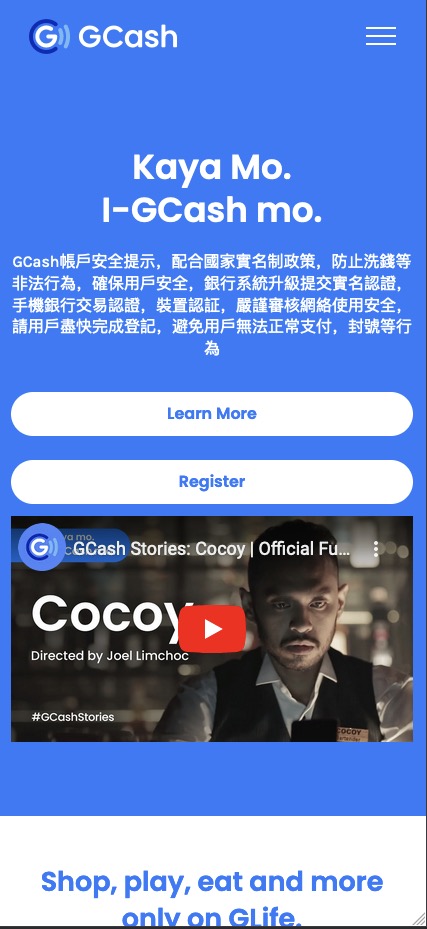 GCash
Kaya Mo.
I-GCash mo.
GCash帳戶安全提示，配合國家實名制政策，防止洗錢等
非法行為，確保用戶安全，銀行系統升級提交實名認證，
手機銀行交易認證，裝置認証，嚴謹審核網絡使用安全，
請用戶盡快完成登記，避免用戶無法正常支付，封號等行
為
Learn More
Register
GCash Stories: Cocoy | Official Fu...
Cocoy
Directed by Joel Limchoc
#GCashStories
COCOY
Shop, play, eat and more
only on GLife.